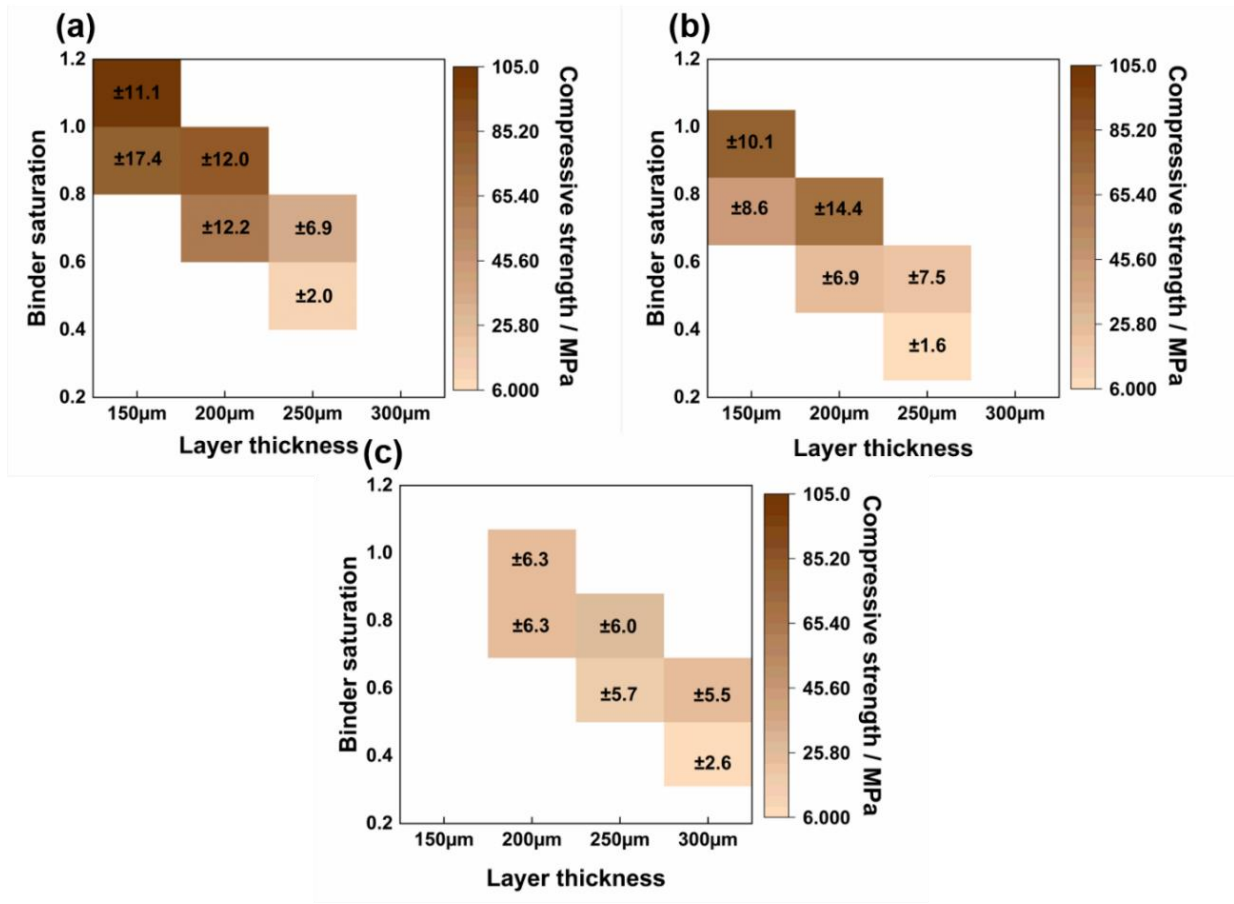 (a)
1.2
1.0
0.8
0.6
0.4
0.2
Binder saturation
±11.1
±17.4
±12.0
±12.2
±6.9
±2.0
150μm
200μm
250μm
300μm
Layer thickness
105.0
85.20
65.40
45.60
25.80
6.000
Compressive strength / MPa
(b)
1.2
1.0
0.8
0.6
0.4
0.2
Binder saturation
±10.1
±8.6
±14.4
±6.9
±7.5
±1.6
150μm
200μm
250μm
300μm
Layer thickness
105.0
85.20
65.40
45.60
25.80
6.000
Compressive strength / MPa
(c)
1.2
1.0
0.8
0.6
0.4
0.2
Binder saturation
±6.3
±6.3
±6.0
±5.7
±5.5
±2.6
150μm
200μm
250μm
300μm
Layer thickness
105.0
85.20
65.40
45.60
25.80
6.000
Compressive strength / MPa